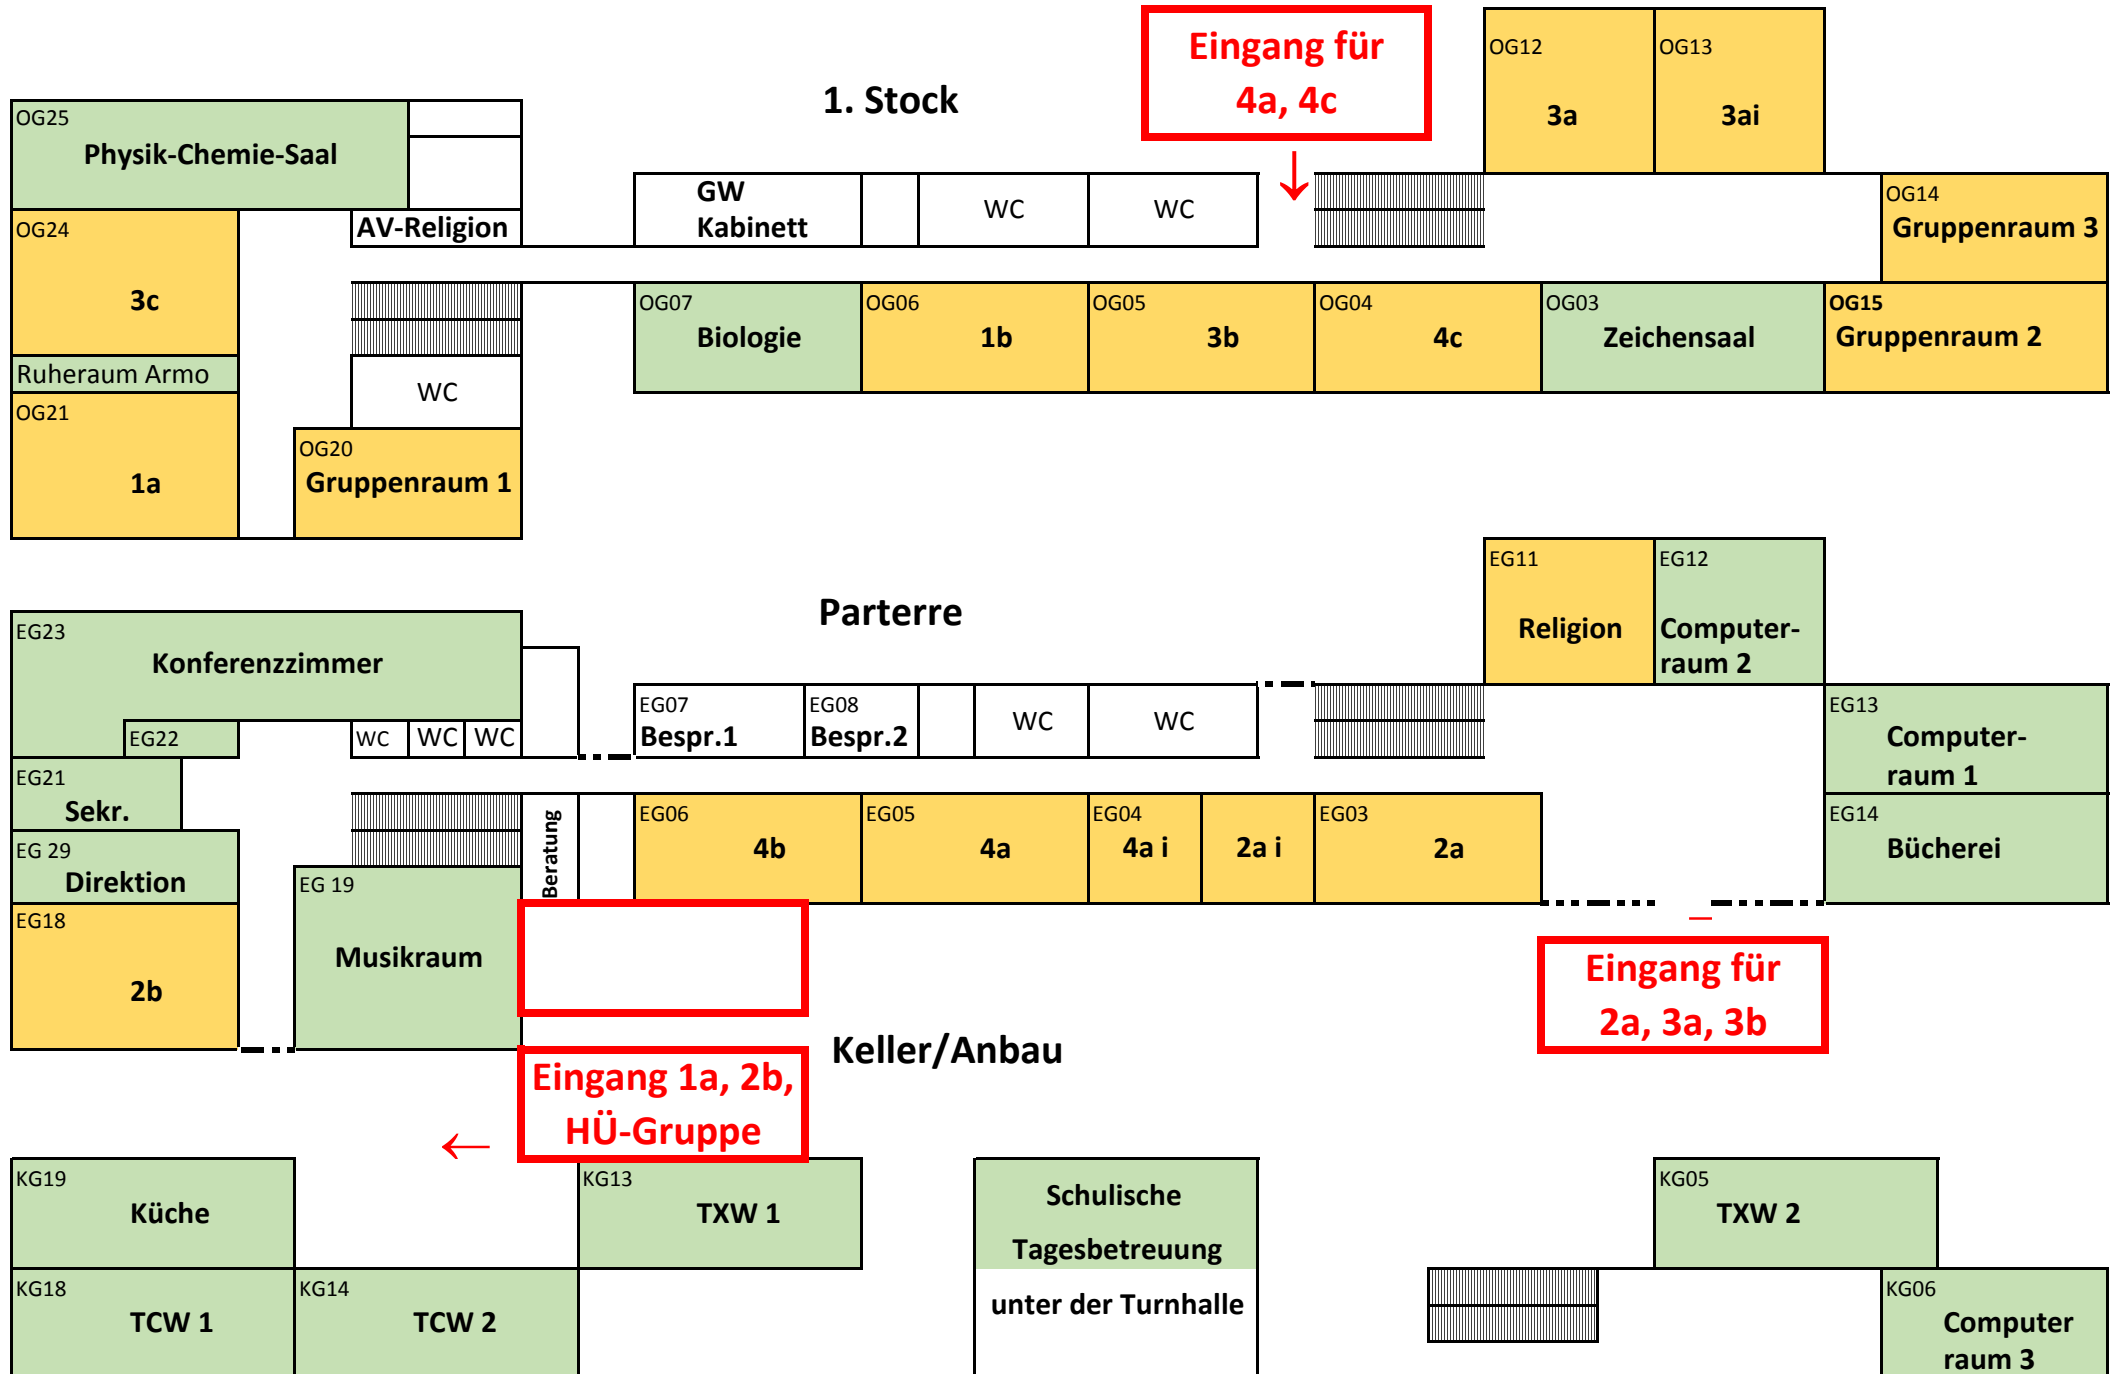 1. Stock
Eingang für
4a, 4c
↓
OG12
3a
OG13
3ai
OG25
Physik-Chemie-Saal
GW
Kabinett
WC
WC
OG14
Gruppenraum 3
OG24
3c
AV-Religion
OG07
Biologie
OG06
1b
OG05
3b
OG04
4c
OG03
Zeichensaal
OG15
Gruppenraum 2
Ruheraum Armo
WC
OG21
1a
OG20
Gruppenraum 1
Parterre
EG11
Religion
EG12
Computer-
raum 2
EG23
Konferenzzimmer
EG22
WC
WC
WC
EG07
Bespr.1
EG08
Bespr.2
WC
WC
EG13
Computer-
raum 1
EG21
Sekr.
Beratung
EG06
4b
EG05
4a
EG04
4a i
2a i
EG03
2a
EG14
Bücherei
EG 29
Direktion
EG 19
Musikraum
EG18
2b
Eingang für
2a, 3a, 3b
Keller/Anbau
Eingang 1a, 2b,
HÜ-Gruppe
←
KG19
Küche
KG13
TXW 1
Schulische
Tagesbetreuung
unter der Turnhalle
KG05
TXW 2
KG18
TCW 1
KG14
TCW 2
KG06
Computer
raum 3